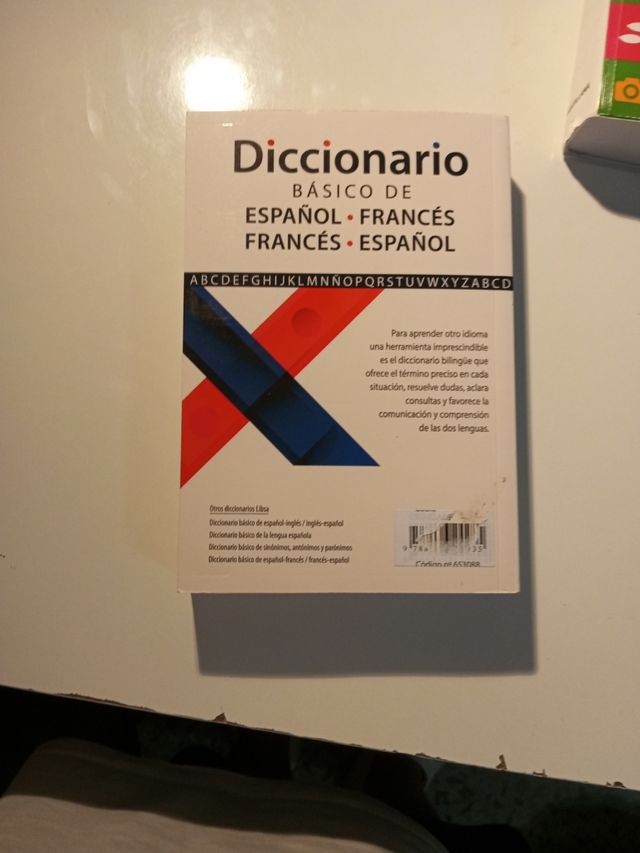 Diccionario
BÁSICO DE
ESPAÑOL • FRANCÉS
FRANCÉS • ESPAÑOL
ABCDEFGHIJKLMNÑOPQRSTUVWXYZABCD
Para aprender otro idioma
una herramienta imprescindible
es el diccionario bilingüe que
ofrece el término preciso en cada
situación, resuelve dudas, aclara
consultas y favorece la
comunicación y comprensión
de las dos lenguas.
Otros diccionarios Libsa
Diccionario básico de español-inglés / inglés-español
Diccionario básico de la lengua española
Diccionario básico de sinónimos, antónimos y parónimos
Diccionario básico de español-francés / francés-español
Código nº 653088